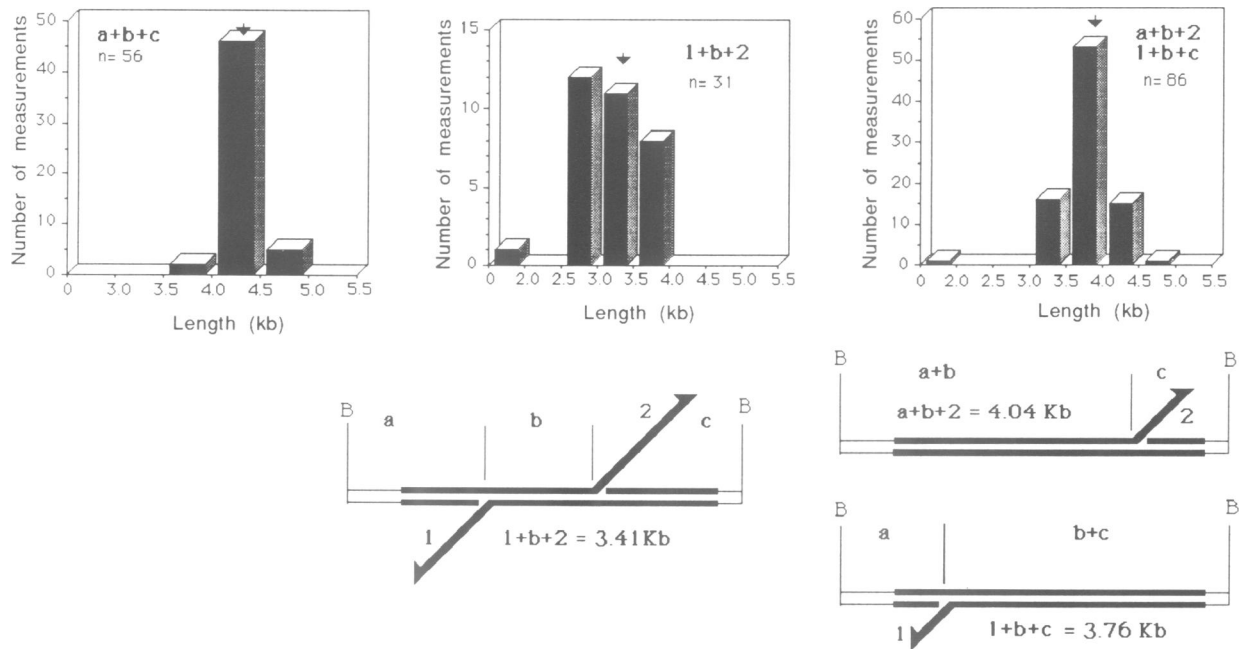 50
40
30
20
10
0
Number of measurements
a+b+c
n= 56
0 3.0 3.5 4.0 4.5 5.0 5.5
Length (kb)
15
10
5
0
Number of measurements
1+b+2
n= 31
0 2.0 2.5 3.0 3.5 4.0 4.5 5.0 5.5
Length (kb)
60
50
40
30
20
10
0
Number of measurements
a+b+2
1+b+c
n= 86
0 2.0 2.5 3.0 3.5 4.0 4.5 5.0 5.5
Length (kb)
B a b 2 c B
1 1+b+2 = 3.41Kb
B a+b c B
a+b+2 = 4.04 Kb 2
B a b+c B
1 1+b+c = 3.76 Kb